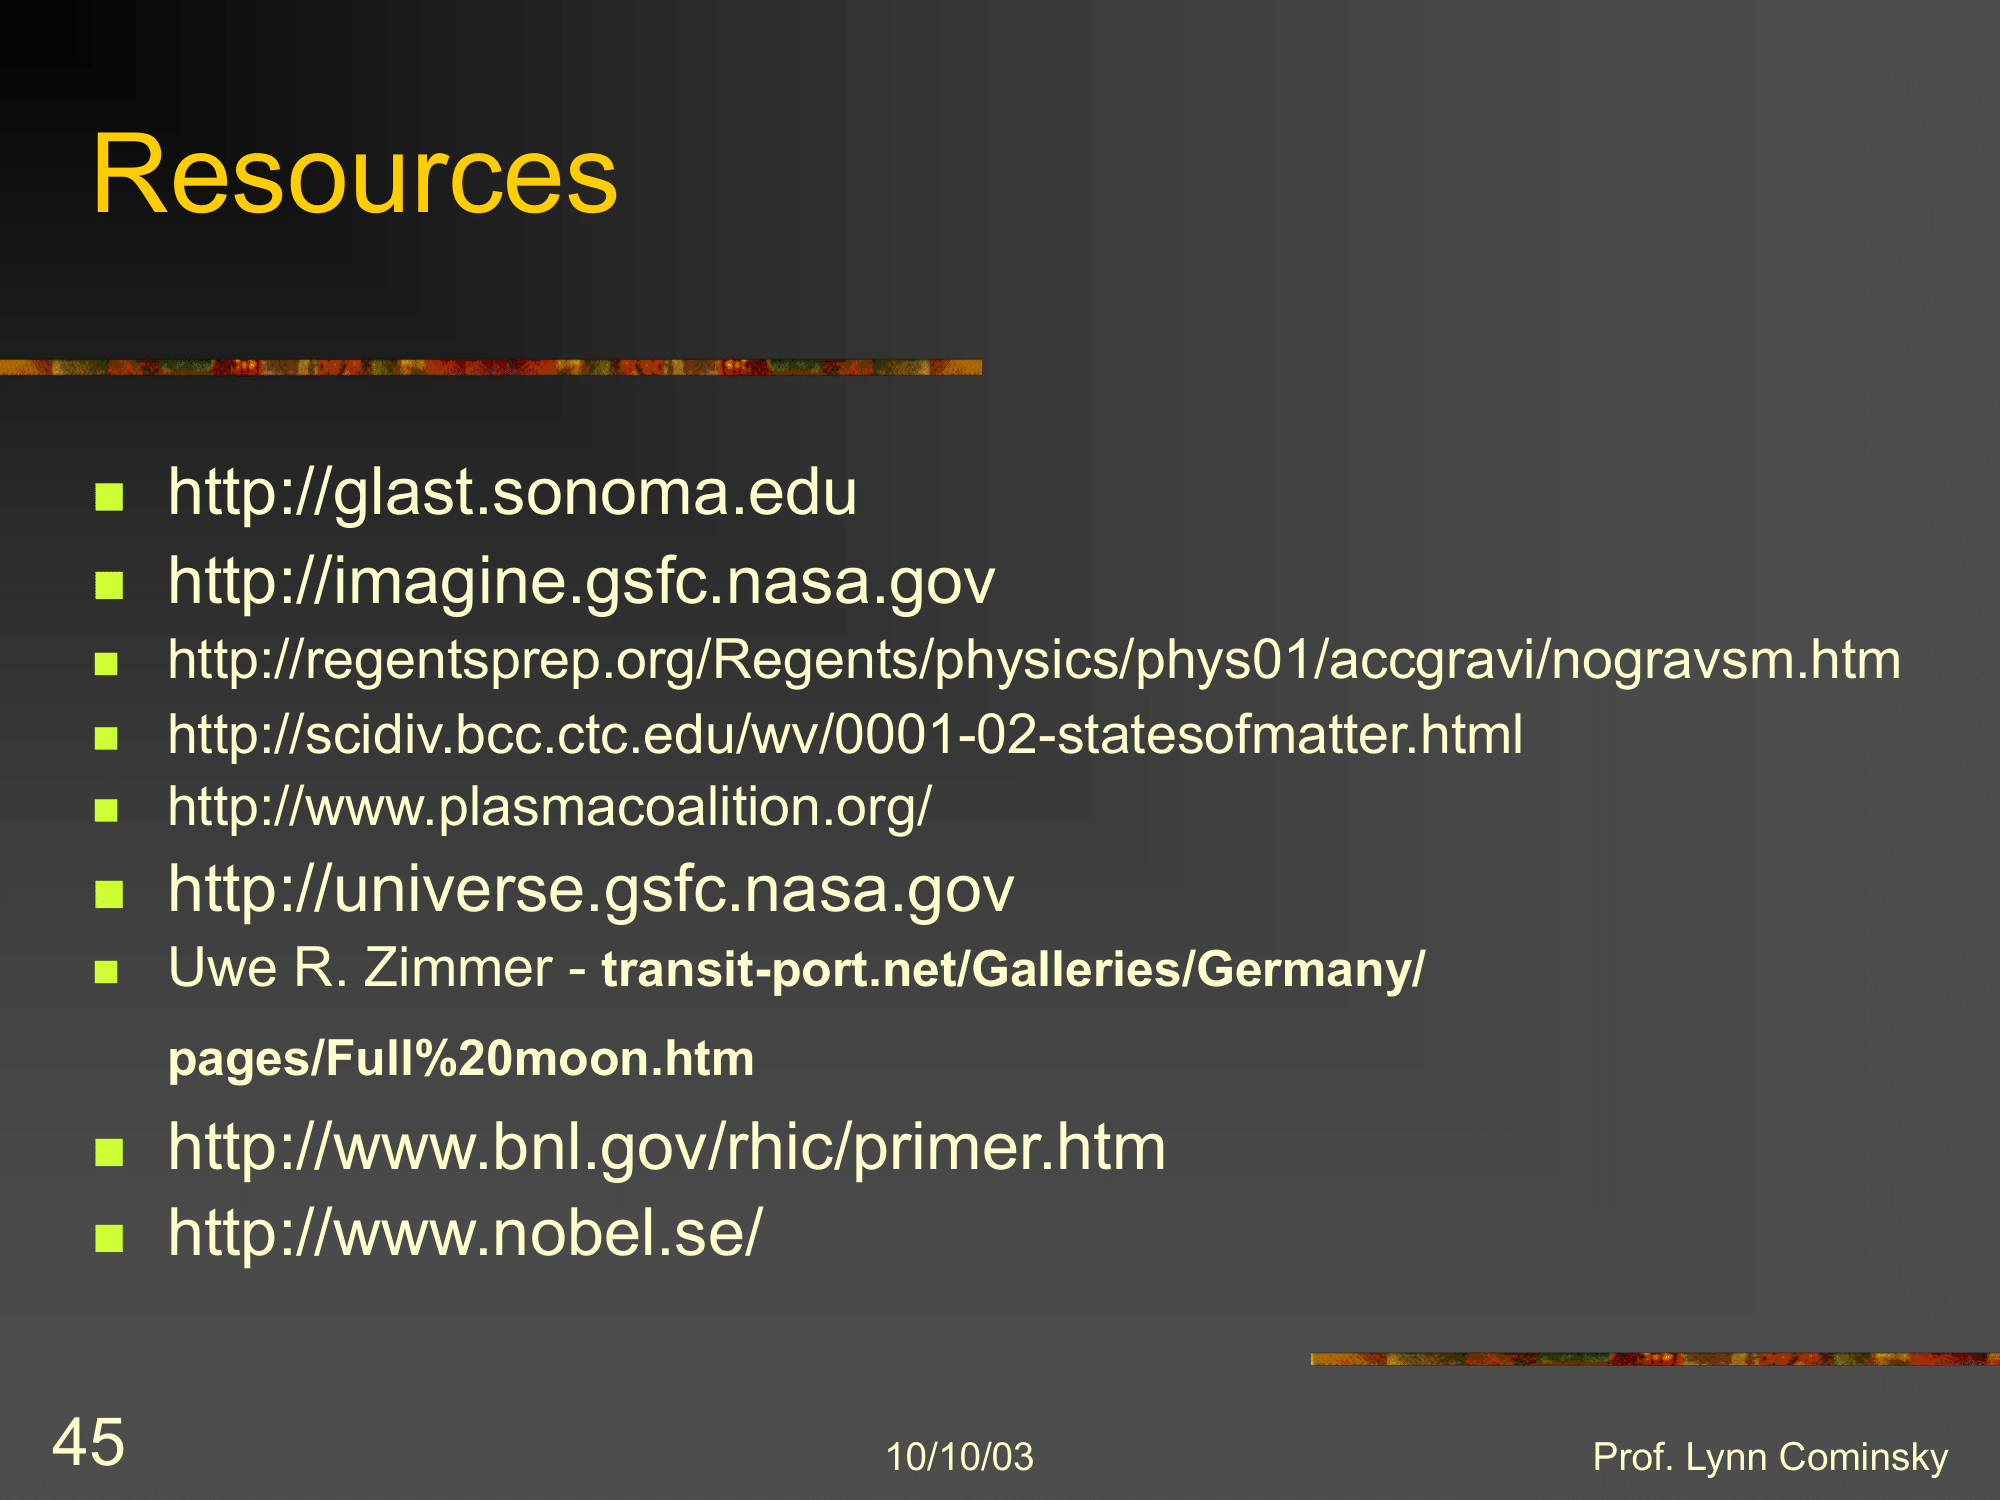 Resources
http://glast.sonoma.edu
http://imagine.gsfc.nasa.gov
http://regentsprep.org/Regents/physics/phys01/accgravi/nogravsm.htm
http://scidiv.bcc.ctc.edu/wv/0001-02-statesofmatter.html
http://www.plasmacoalition.org/
http://universe.gsfc.nasa.gov
Uwe R. Zimmer - transit-port.net/Galleries/Germany/
pages/Full%20moon.htm
http://www.bnl.gov/rhic/primer.htm
http://www.nobel.se/
45
10/10/03
Prof. Lynn Cominsky